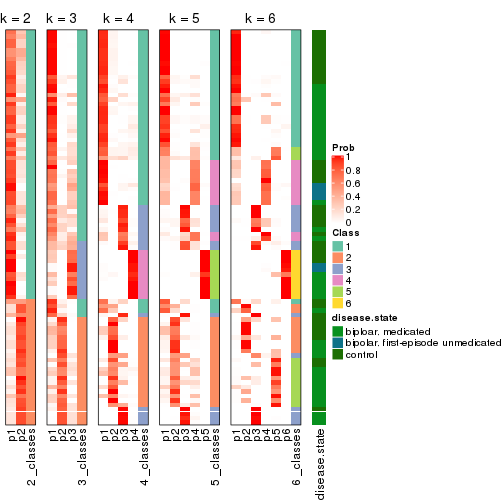 k = 2 k = 3 k = 4 k = 5 k = 6
Prob
1
0.8
0.6
0.4
0.2
0
Class
1
2
3
4
5
6
disease.state
biploar. medicated
bipolar, first-episode unmedicated
control
p1 p2 2_classes
p1 p2 p3 3_classes
p1 p2 p3 p4 4_classes
p1 p2 p3 p4 p5 5_classes
p1 p2 p3 p4 p5 p6 6_classes
disease.state